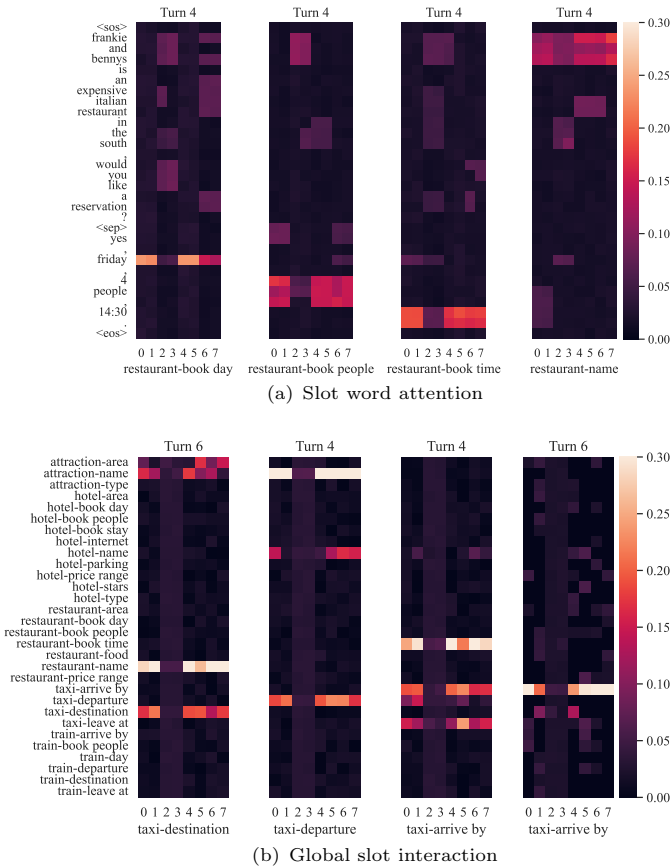 Turn 4 Turn 4 Turn 4 Turn 4
<sos>
frankie
and
bennys
is
an
expensive
italian
restaurant
in
the
south
,
would
you
like
a
reservation
?
<sep>
yes
,
friday
,
4
people
,
14:30
.
<eos>
0.30
0.25
0.20
0.15
0.10
0.05
0.00
0 1 2 3 4 5 6 7 0 1 2 3 4 5 6 7 0 1 2 3 4 5 6 7 0 1 2 3 4 5 6 7
restaurant-book day restaurant-book people restaurant-book time restaurant-name
(a) Slot word attention
Turn 6 Turn 4 Turn 4 Turn 6
attraction-area
attraction-name
attraction-type
hotel-area
hotel-book day
hotel-book people
hotel-book stay
hotel-internet
hotel-name
hotel-parking
hotel-price range
hotel-stars
hotel-type
restaurant-area
restaurant-book day
restaurant-book people
restaurant-book time
restaurant-food
restaurant-name
restaurant-price range
taxi-arrive by
taxi-departure
taxi-destination
taxi-leave at
train-arrive by
train-book people
train-day
train-departure
train-destination
train-leave at
0.30
0.25
0.20
0.15
0.10
0.05
0.00
0 1 2 3 4 5 6 7 0 1 2 3 4 5 6 7 0 1 2 3 4 5 6 7 0 1 2 3 4 5 6 7
taxi-destination taxi-departure taxi-arrive by taxi-arrive by
(b) Global slot interaction